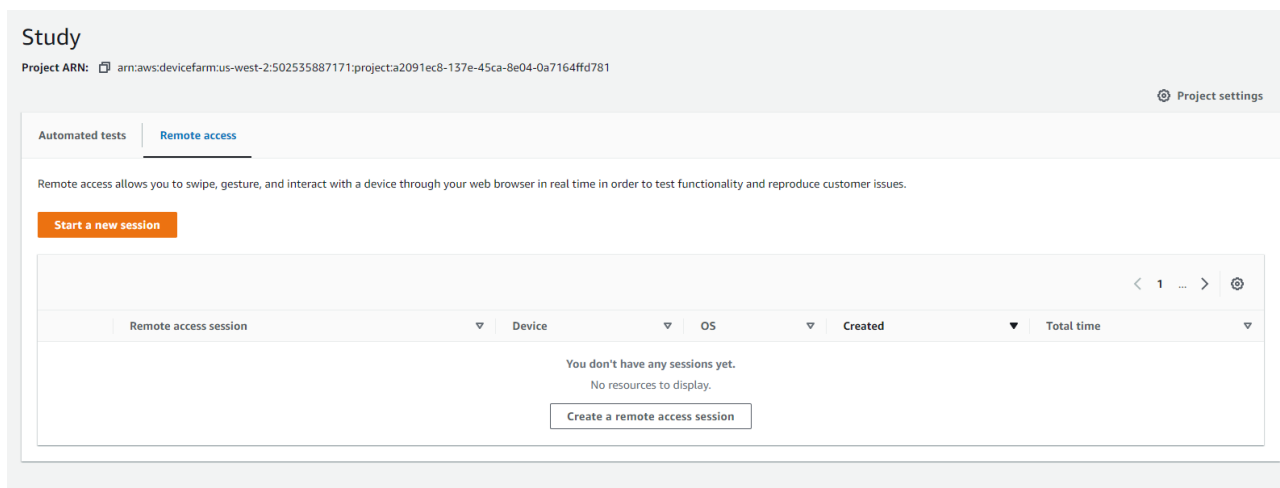 Study
Project ARN: arn:aws:devicefarm:us-west-2:502535887171:project:a2091ec8-137e-45ca-8e04-0a7164ffd781
Project settings
Automated tests Remote access
Remote access allows you to swipe, gesture, and interact with a device through your web browser in real time in order to test functionality and reproduce customer issues.
Start a new session
1 ...
Remote access session Device OS Created Total time
You don't have any sessions yet.
No resources to display.
Create a remote access session